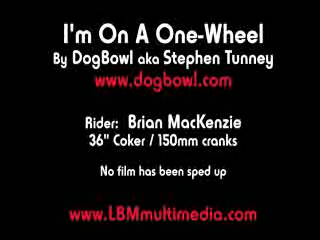 I'm On A One-Wheel
By DogBowl aka Stephen Tunney
www.dogbowl.com
Rider: Brian MacKenzie
36" Coker / 150mm cranks
No film has been sped up
www.LBMmultimedia.com